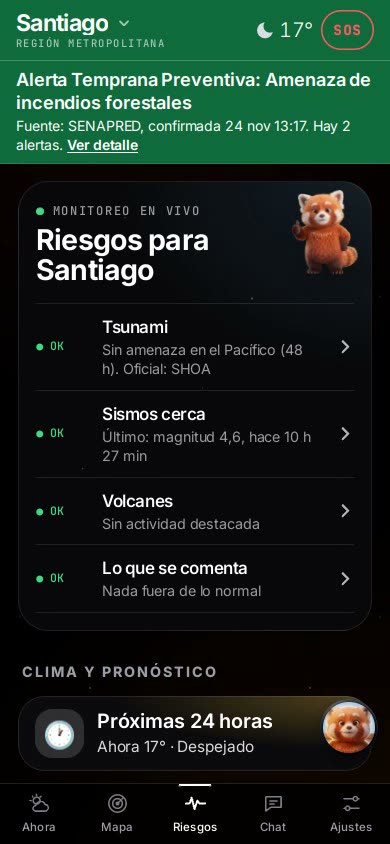 Santiago
REGIÓN METROPOLITANA
17°
SOS
Alerta Temprana Preventiva: Amenaza de
incendios forestales
Fuente: SENAPRED, confirmada 24 nov 13:17. Hay 2
alertas. Ver detalle
MONITOREO EN VIVO
Riesgos para
Santiago
OK
Tsunami
Sin amenaza en el Pacífico (48
h). Oficial: SHOA
OK
Sismos cerca
Último: magnitud 4,6, hace 10 h
27 min
OK
Volcanes
Sin actividad destacada
OK
Lo que se comenta
Nada fuera de lo normal
CLIMA Y PRONÓSTICO
Próximas 24 horas
Ahora 17° · Despejado
Ahora
Mapa
Riesgos
Chat
Ajustes